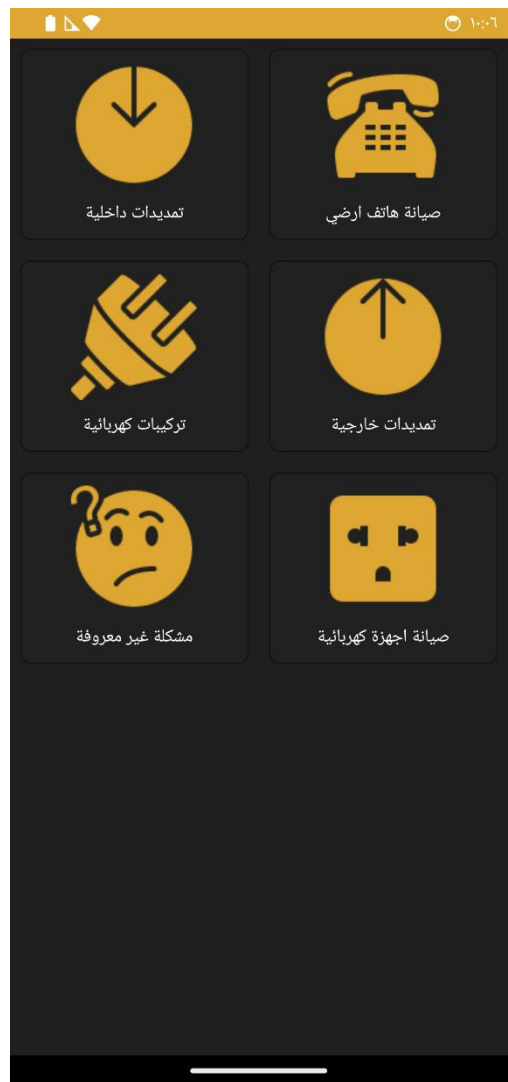 ١٠:٠٦
صيانة هاتف ارضي
تمديدات داخلية
تمديدات خارجية
تركيبات كهربائية
صيانة اجهزة كهربائية
مشكلة غير معروفة